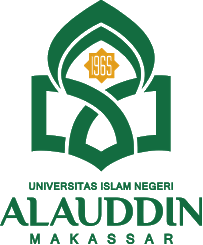 1965
UNIVERSITAS ISLAM NEGERI
ALAUDDIN
MAKASSAR